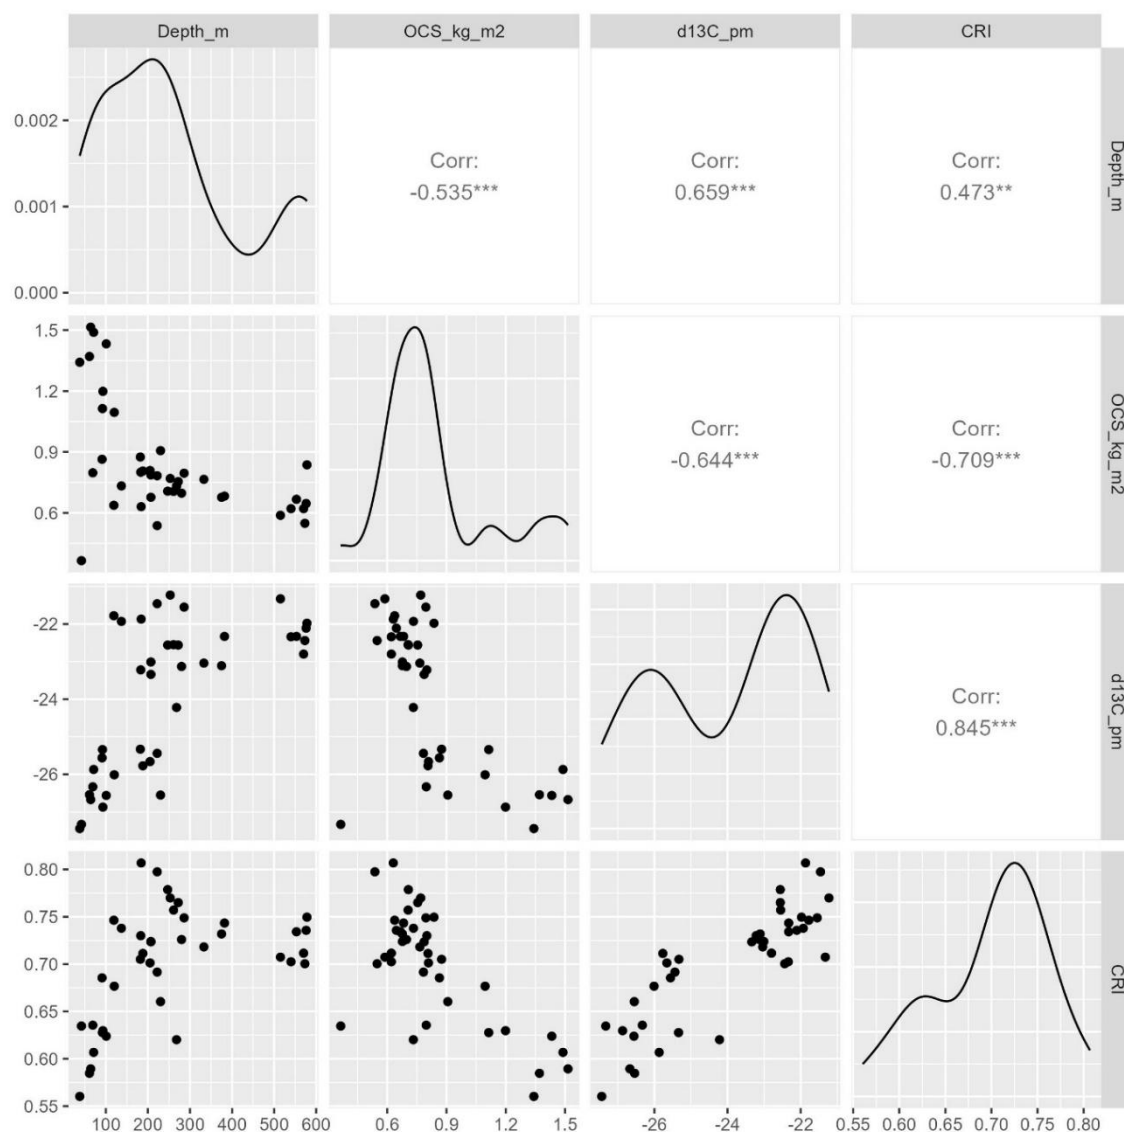 Depth_m OCS_kg_m2 d13C_pm CRI
0.002
0.001
0.000
Corr:
-0.535***
Corr:
0.659***
Corr:
0.473**
Depth_m
1.5
1.2
0.9
0.6
Corr:
-0.644***
Corr:
-0.709***
OCS_kg_m2
-22
-24
-26
Corr:
0.845***
d13C_pm
0.80
0.75
0.70
0.65
0.60
0.55
CRI
100 200 300 400 500 600
0.6 0.9 1.2 1.5
-26 -24 -22
0.55 0.60 0.65 0.70 0.75 0.80